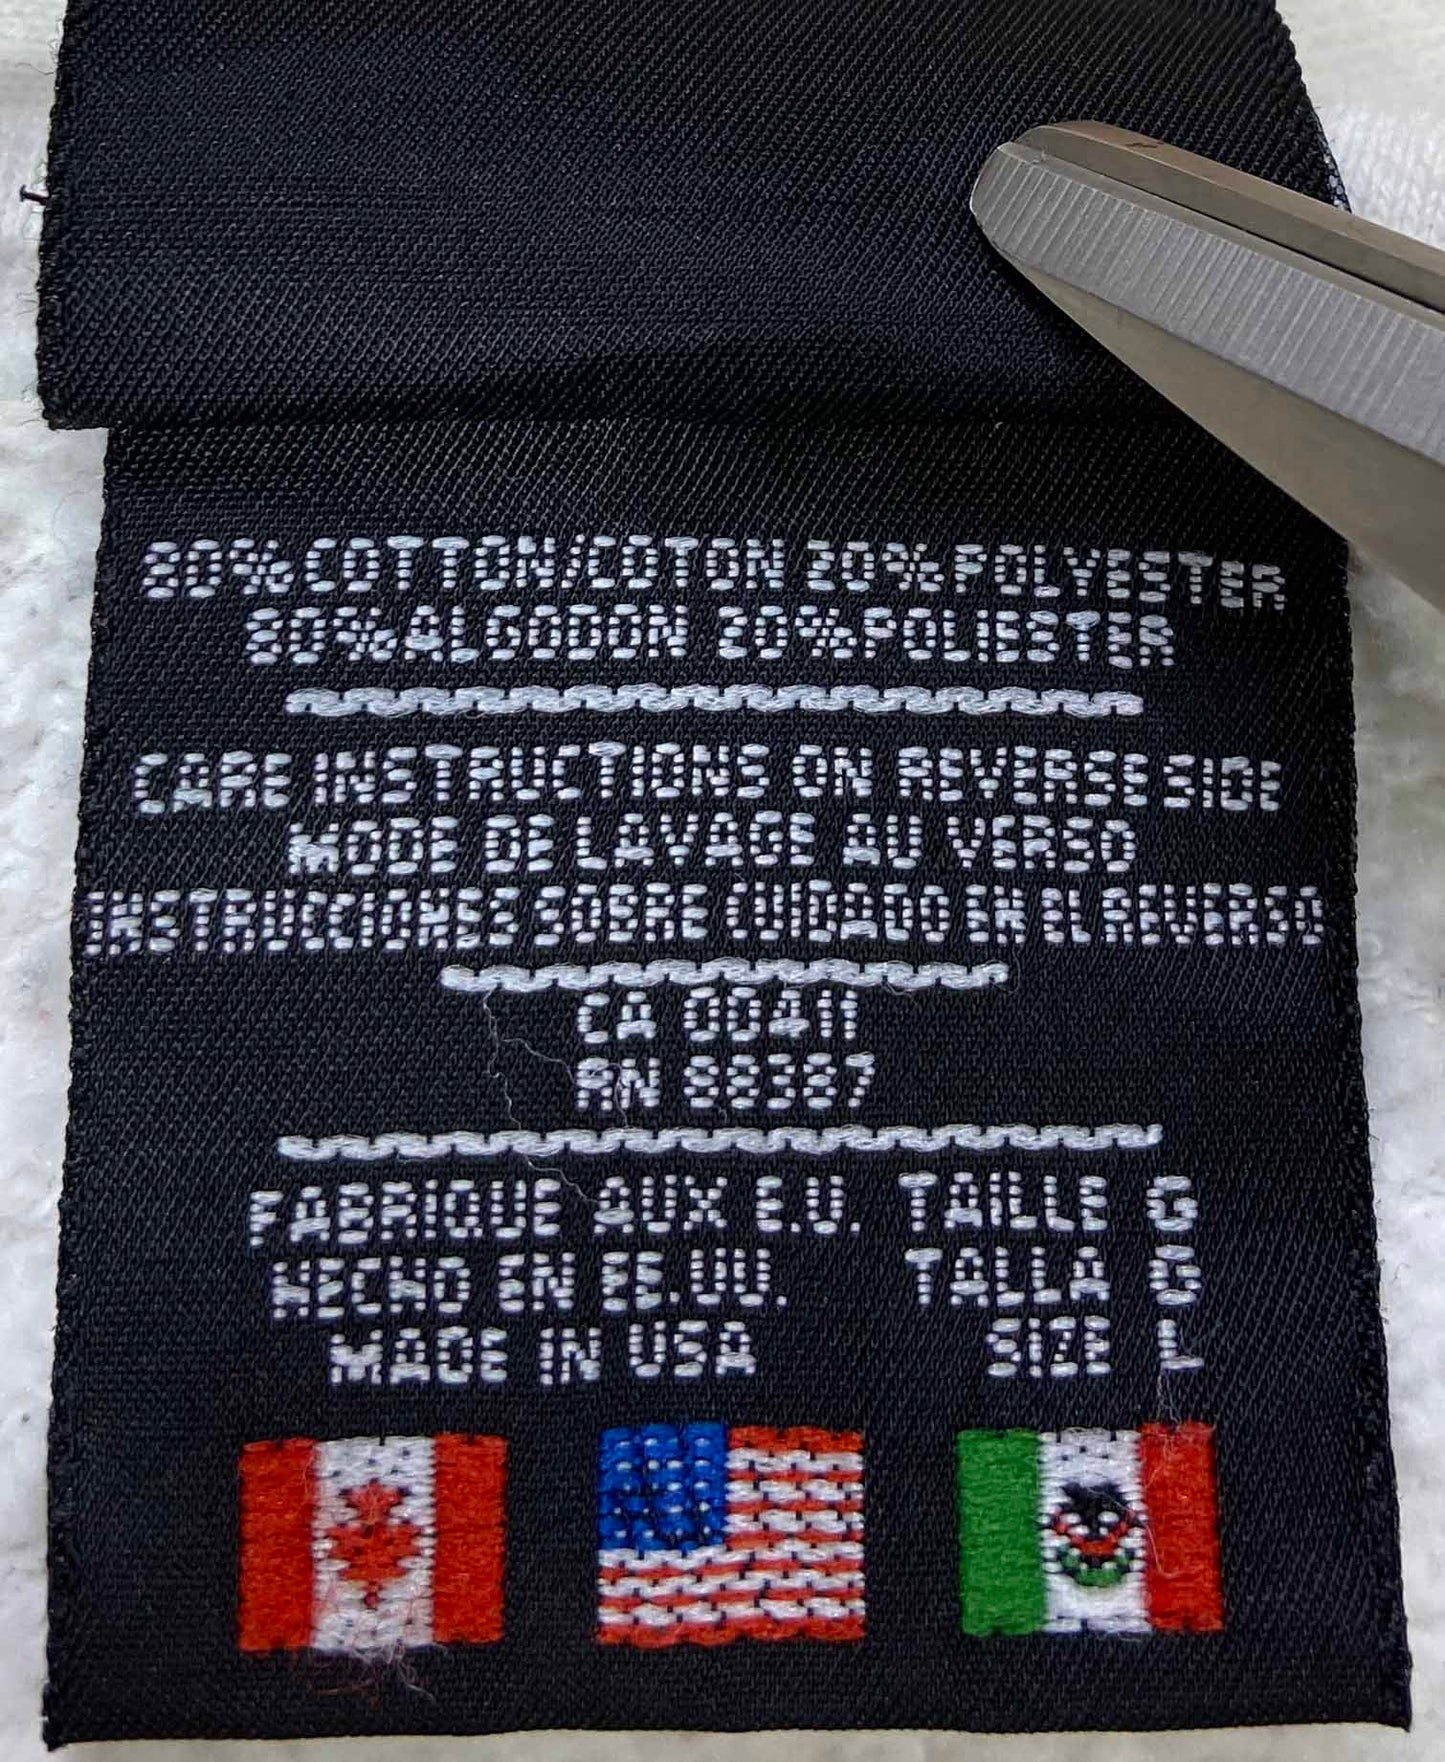 80% COTTON/COTON 20% POLYESTER
80% ALGODON 20% POLIESTER
CARE INSTRUCTIONS ON REVERSE SIDE
MODE DE LAVAGE AU VERSO
INSTRUCCIONES SOBRE CUIDADO EN EL REVERSO
CA 00411
RN 88387
FABRIQUE AUX E.U. TAILLE G
HECHO EN EE.UU. TALLA G
MADE IN USA SIZE L